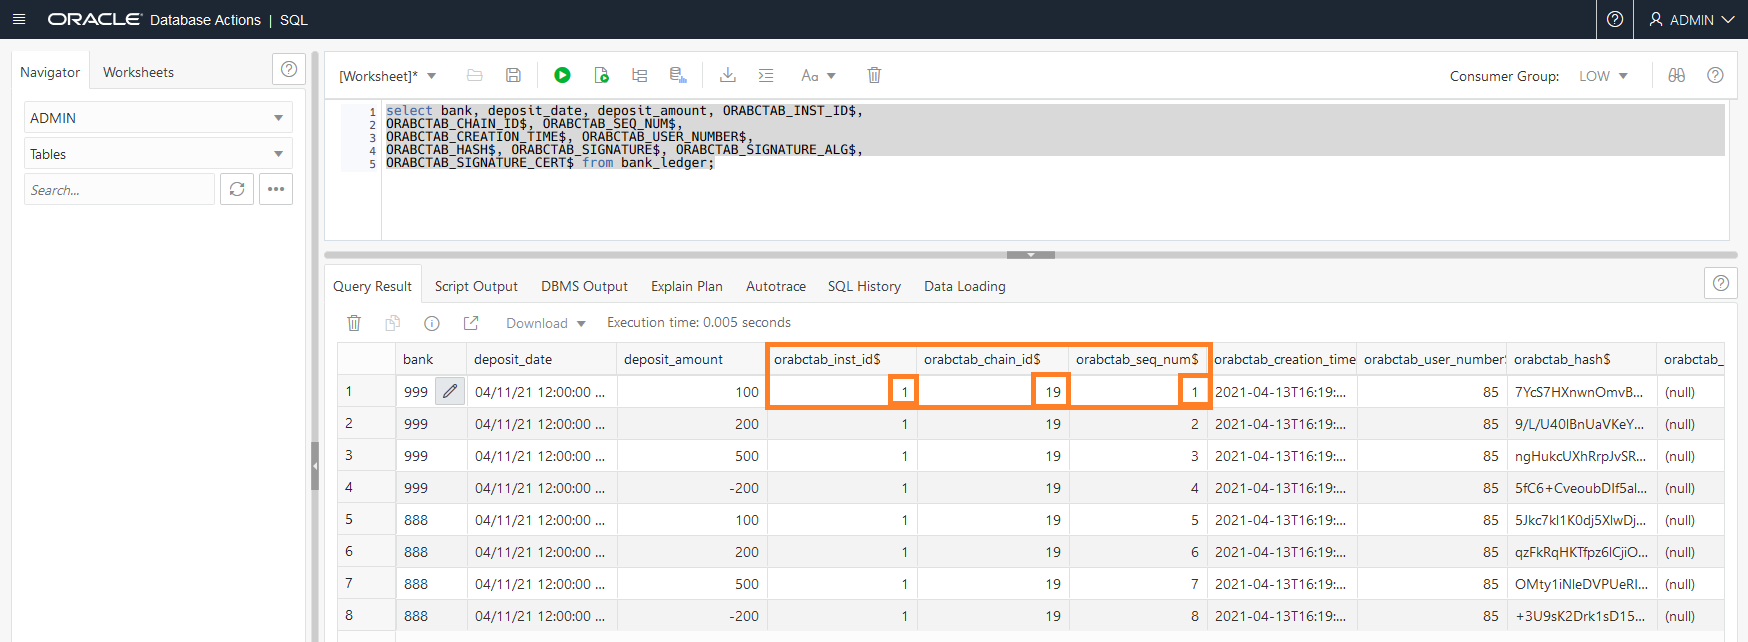 ORACLE Database Actions | SQL
ADMIN
Navigator Worksheets
ADMIN
Tables
Search...
[Worksheet]* Aa Consumer Group: LOW
1 select bank, deposit_date, deposit_amount, ORABCTAB_INST_ID$,
2 ORABCTAB_CHAIN_ID$, ORABCTAB_SEQ_NUM$,
3 ORABCTAB_CREATION_TIME$, ORABCTAB_USER_NUMBER$,
4 ORABCTAB_HASH$, ORABCTAB_SIGNATURE$, ORABCTAB_SIGNATURE_ALG$,
5 ORABCTAB_SIGNATURE_CERT$ from bank_ledger;
Query Result Script Output DBMS Output Explain Plan Autotrace SQL History Data Loading
Download Execution time: 0.005 seconds
bank deposit_date deposit_amount orabctab_inst_id$ orabctab_chain_id$ orabctab_seq_num$ orabctab_creation_time orabctab_user_number$ orabctab_hash$ orabctab_
1 999 04/11/21 12:00:00 ... 100 1 19 1 2021-04-13T16:19:... 85 7YcS7HXnwnOmvB... (null)
2 999 04/11/21 12:00:00 ... 200 1 19 2 2021-04-13T16:19:... 85 9/L/U40IBnUaVKeY... (null)
3 999 04/11/21 12:00:00 ... 500 1 19 3 2021-04-13T16:19:... 85 ngHukcUXhRrpJvSR... (null)
4 999 04/11/21 12:00:00 ... -200 1 19 4 2021-04-13T16:19:... 85 5fC6+CveoubDIf5al... (null)
5 888 04/11/21 12:00:00 ... 100 1 19 5 2021-04-13T16:19:... 85 5Jkc7kI1K0dj5XlwDj... (null)
6 888 04/11/21 12:00:00 ... 200 1 19 6 2021-04-13T16:19:... 85 qzFkRqHKTfpz6lCjiO... (null)
7 888 04/11/21 12:00:00 ... 500 1 19 7 2021-04-13T16:19:... 85 OMty1iNleDVPUeRI... (null)
8 888 04/11/21 12:00:00 ... -200 1 19 8 2021-04-13T16:19:... 85 +3U9sK2Drk1sD15... (null)